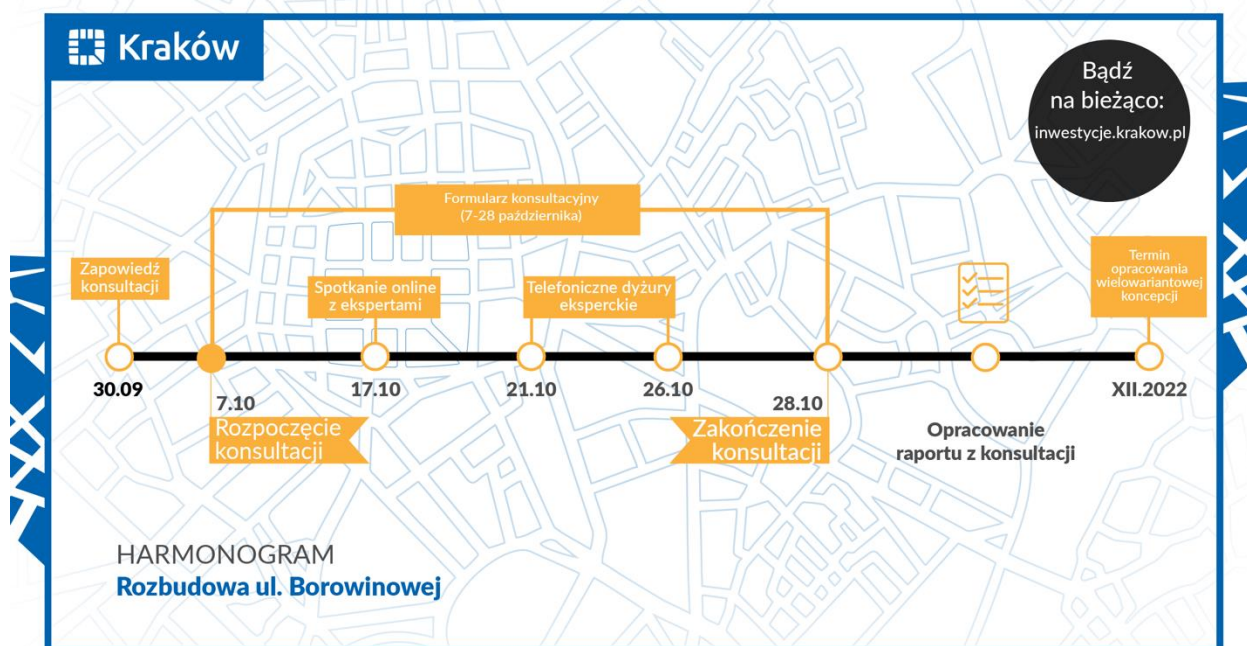 Kraków
Bądź
na bieżąco:
inwestycje.krakow.pl
Formularz konsultacyjny
(7-28 października)
Zapowiedź
konsultacji
Spotkanie online
z ekspertami
Telefoniczne dyżury
eksperckie
Termin
opracowania
wielowariantowej
koncepcji
30.09
7.10
Rozpoczęcie
konsultacji
17.10
21.10
26.10
28.10
Zakończenie
konsultacji
Opracowanie
raportu z konsultacji
XII.2022
HARMONOGRAM
Rozbudowa ul. Borowinowej